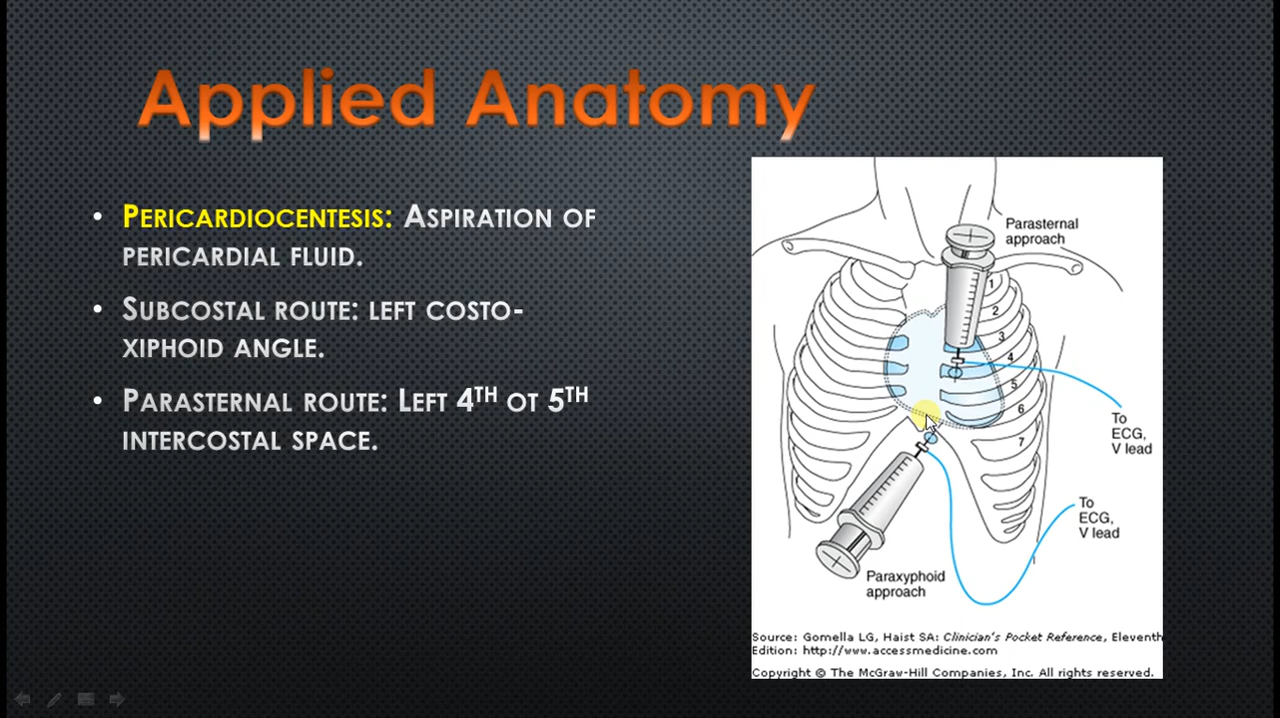 Applied Anatomy
• Pericardiocentesis: Aspiration of
pericardial fluid.
• Subcostal route: left costo-
xiphoid angle.
• Parasternal route: Left 4th ot 5th
intercostal space.
Parasternal
approach
1
2
3
4
5
6
7
To
ECG,
V lead
To
ECG,
V lead
Paraxyphoid
approach
Source: Gomella LG, Haist SA: Clinician's Pocket Reference, Eleventh
Edition: http://www.accessmedicine.com
Copyright © The McGraw-Hill Companies, Inc. All rights reserved.